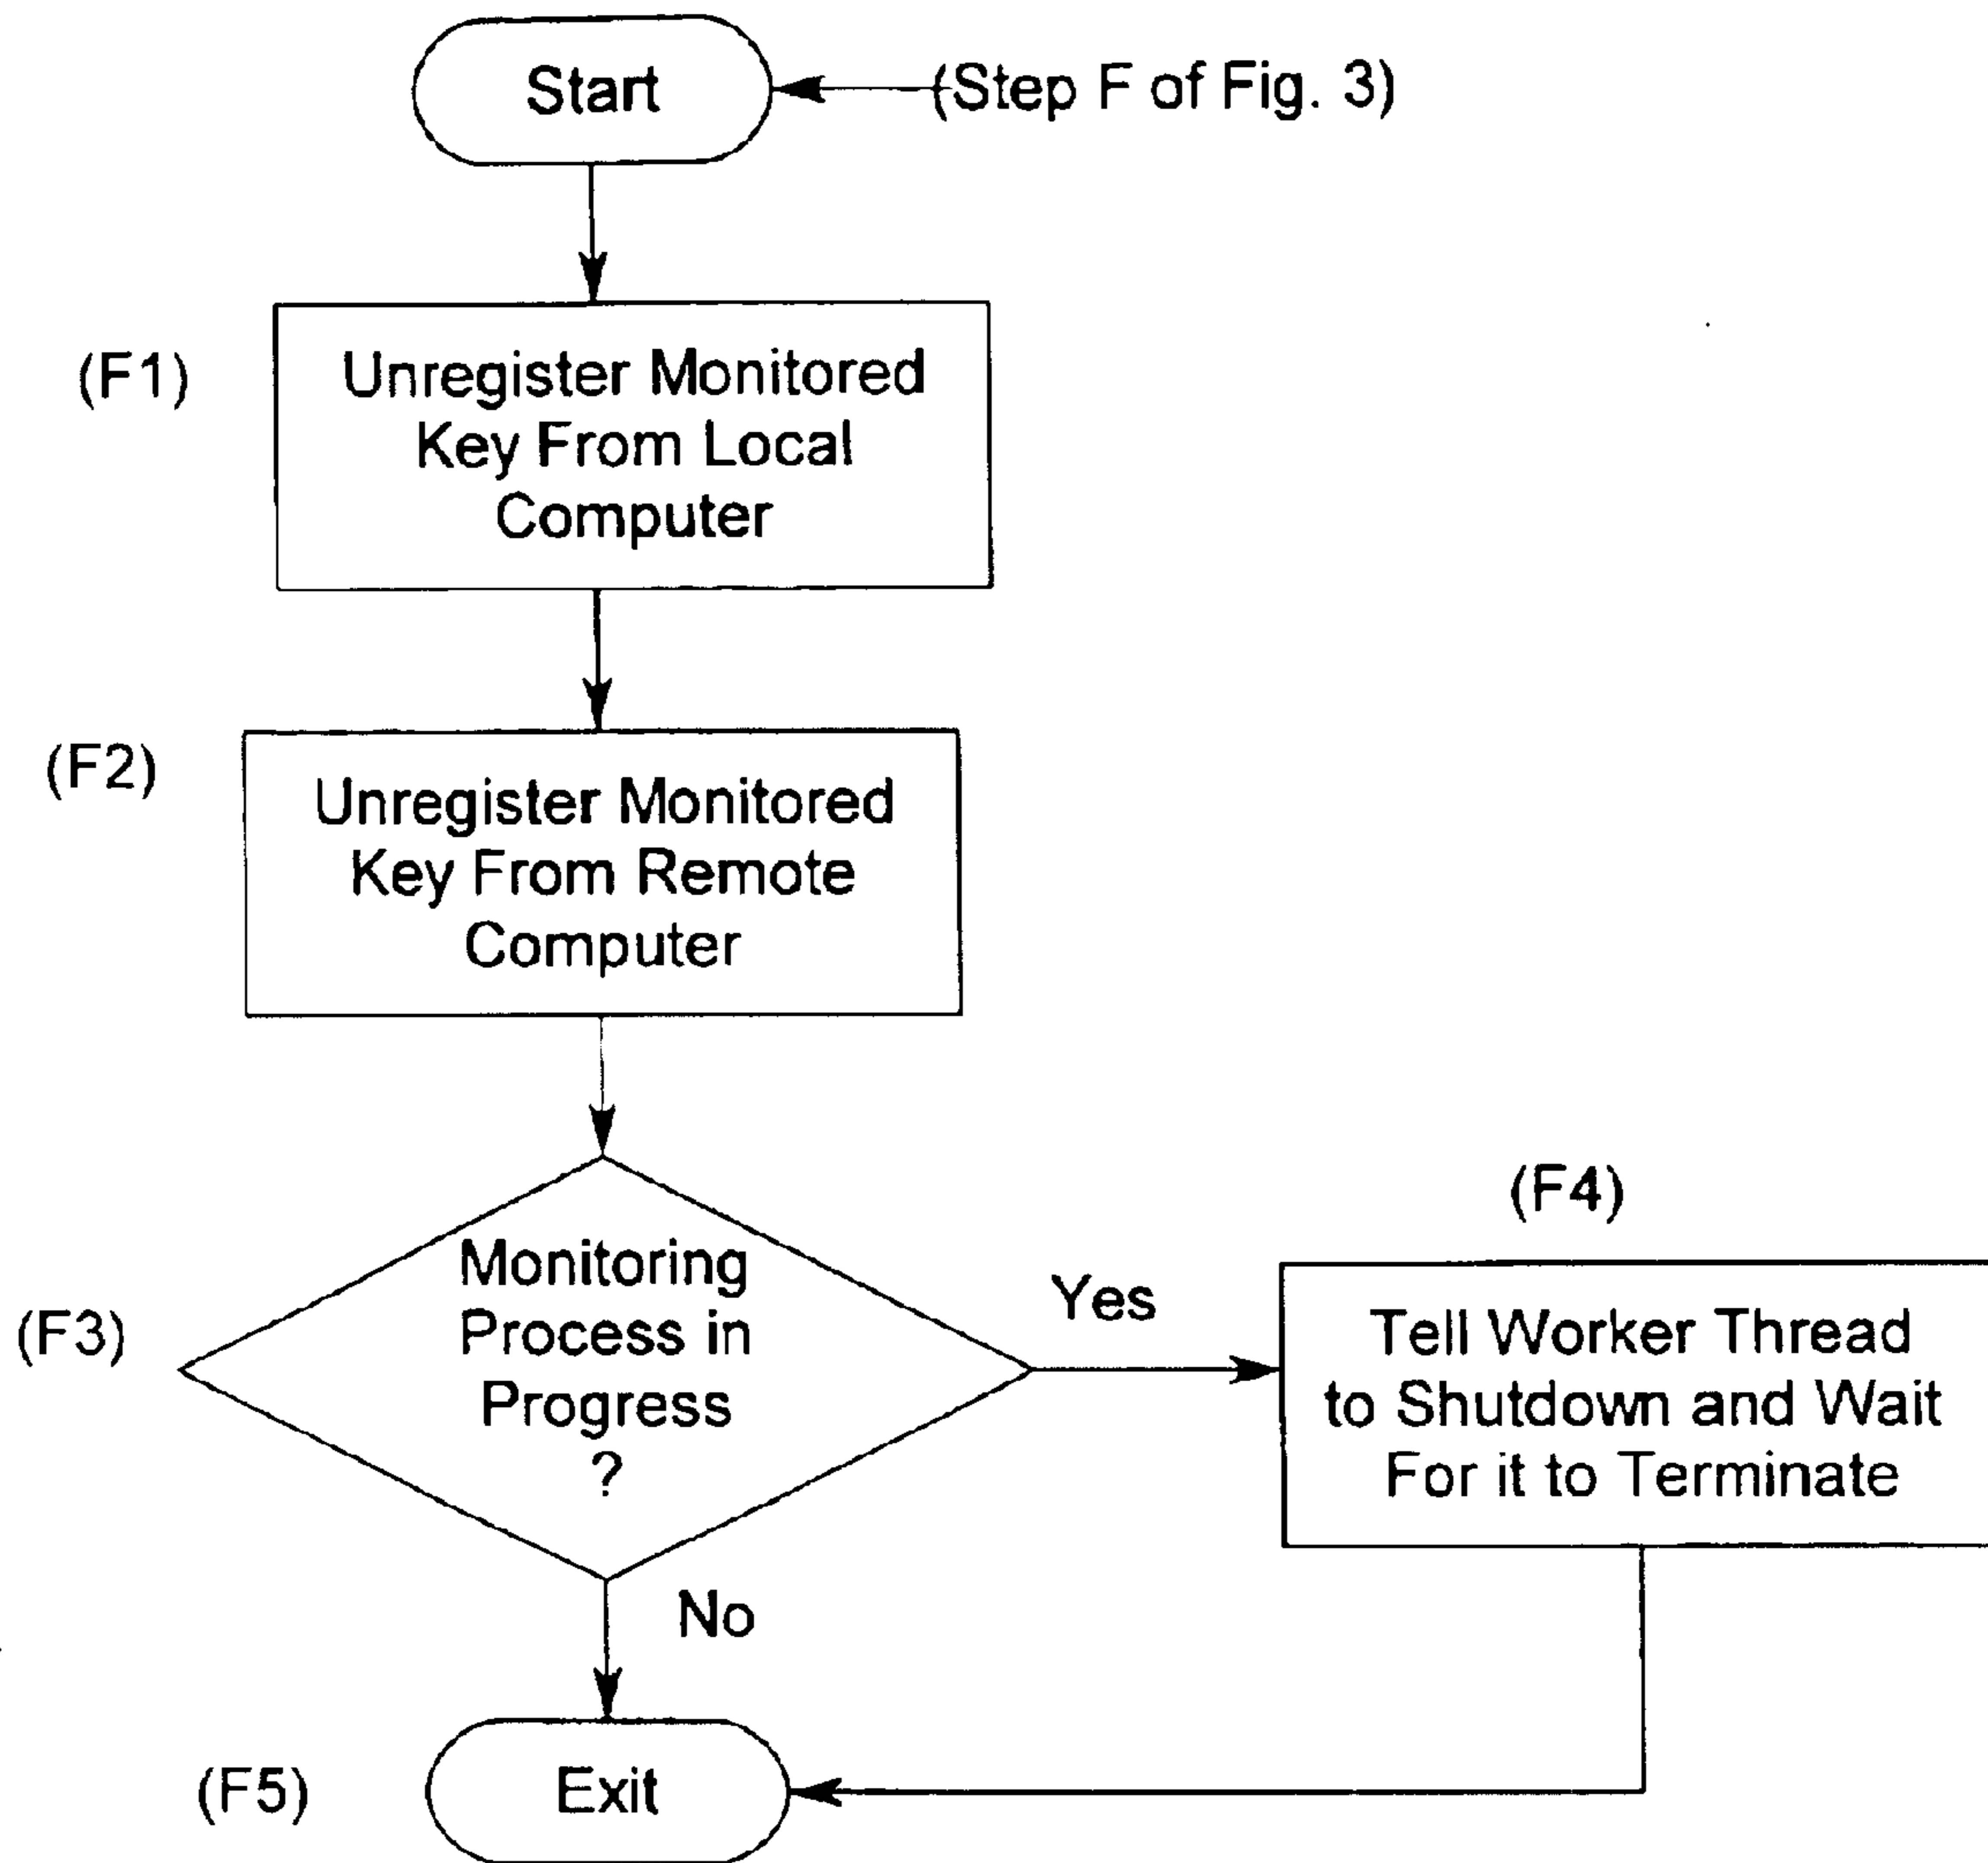 Start
(Step F of Fig. 3)
(F1)
Unregister Monitored
Key From Local
Computer
(F2)
Unregister Monitored
Key From Remote
Computer
(F3)
Monitoring
Process in
Progress
?
Yes
(F4)
Tell Worker Thread
to Shutdown and Wait
For it to Terminate
No
(F5)
Exit